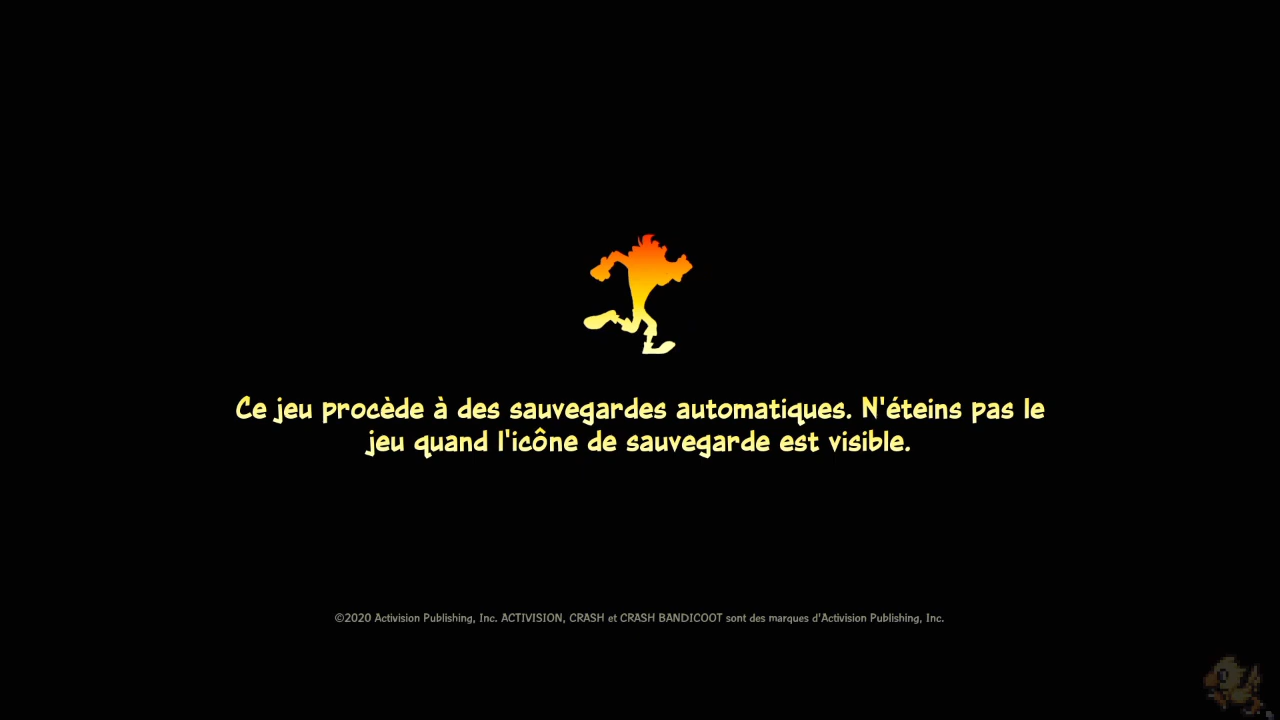 Ce jeu procède à des sauvegardes automatiques. N'éteins pas le
jeu quand l'icône de sauvegarde est visible.
©2020 Activision Publishing, Inc. ACTIVISION, CRASH et CRASH BANDICOOT sont des marques d'Activision Publishing, Inc.